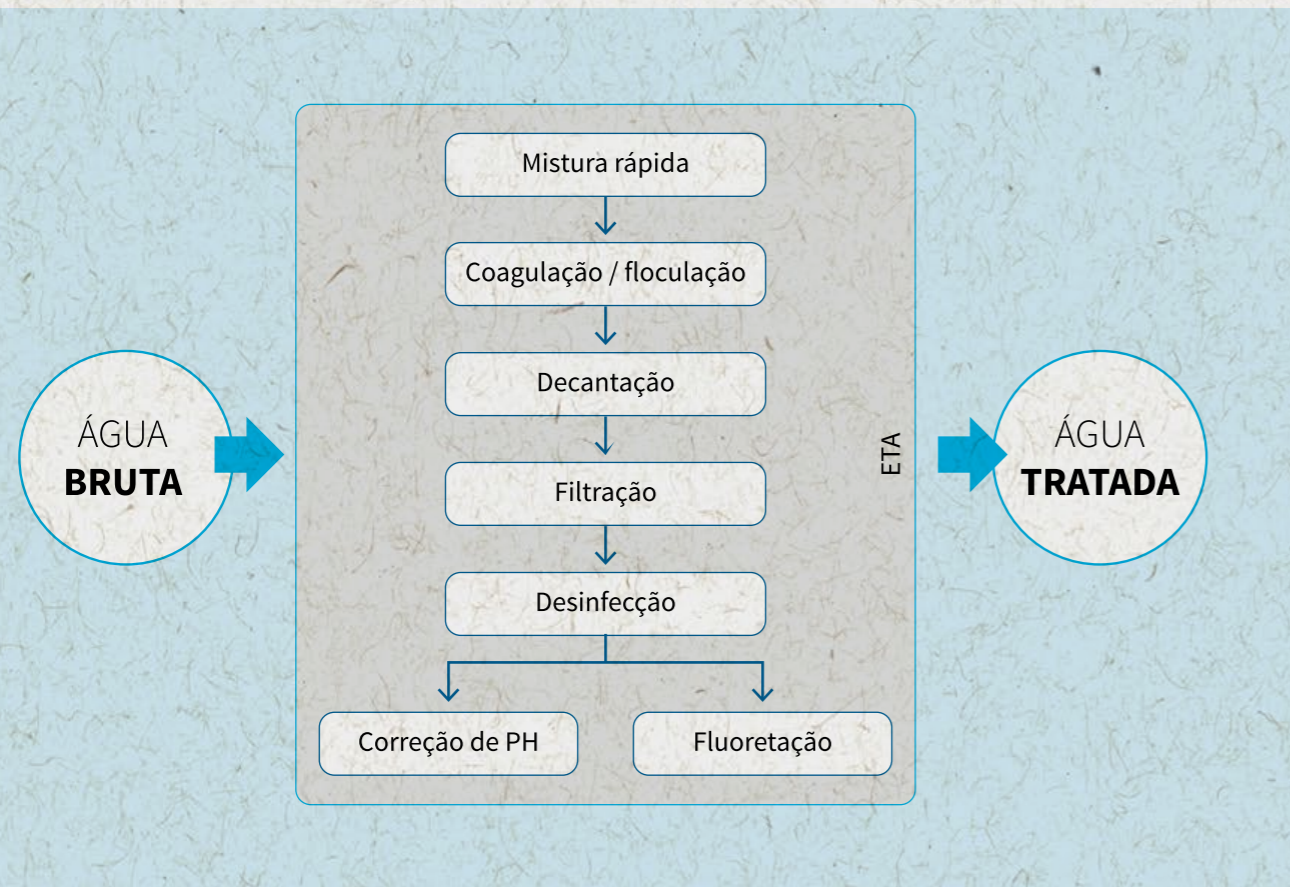 ÁGUA
BRUTA
Mistura rápida
Coagulação / floculação
Decantação
Filtração
Desinfecção
Correção de PH
Fluoretação
ETA
ÁGUA
TRATADA